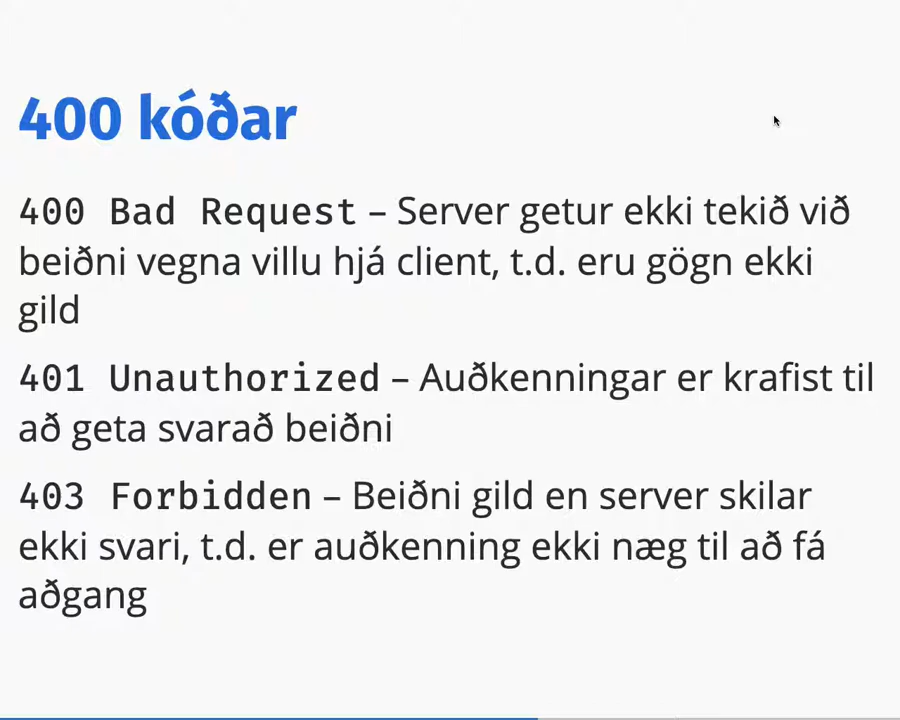 400 kóðar
400 Bad Request – Server getur ekki tekið við
beiðni vegna villu hjá client, t.d. eru gögn ekki
gild
401 Unauthorized – Auðkenningar er krafist til
að geta svarað beiðni
403 Forbidden – Beiðni gild en server skilar
ekki svari, t.d. er auðkenning ekki næg til að fá
aðgang